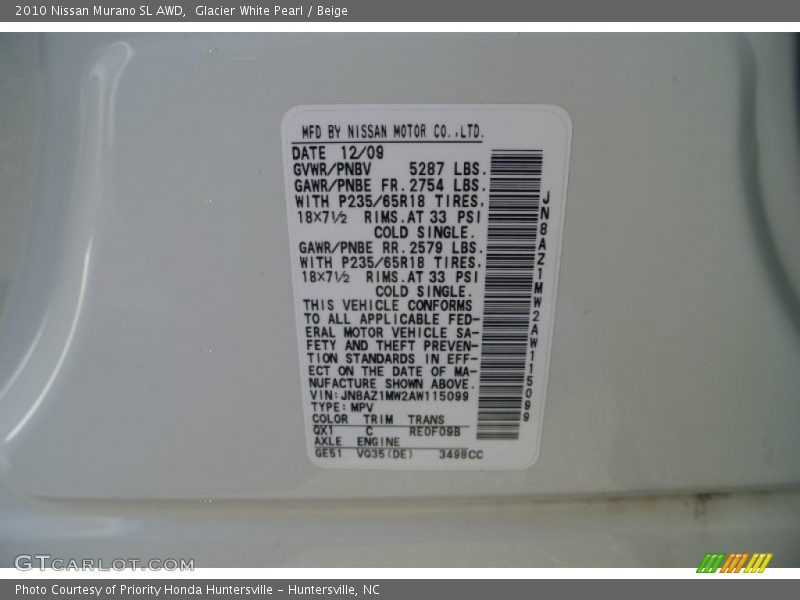 2010 Nissan Murano SL AWD,  Glacier White Pearl / Beige
MFD BY NISSAN MOTOR CO.,LTD.
DATE 12/09
GVWR/PNBV 5287 LBS.
GAWR/PNBE FR. 2754 LBS.
WITH P235/65R18 TIRES,
18×7½ RIMS.AT 33 PSI
COLD SINGLE.
GAWR/PNBE RR. 2579 LBS.
WITH P235/65R18 TIRES,
18×7½ RIMS.AT 33 PSI
COLD SINGLE.
THIS VEHICLE CONFORMS
TO ALL APPLICABLE FED-
ERAL MOTOR VEHICLE SA-
FETY AND THEFT PREVEN-
TION STANDARDS IN EFF-
ECT ON THE DATE OF MA-
NUFACTURE SHOWN ABOVE.
VIN: JN8AZ1MW2AW115099
TYPE: MPV
COLOR TRIM TRANS
QX1 C RE0F09B
AXLE ENGINE
GE51 VQ35(DE) 3498CC
JN8AZ1MW2AW115099
GTCARLOT.COM
Photo Courtesy of Priority Honda Huntersville - Huntersville, NC